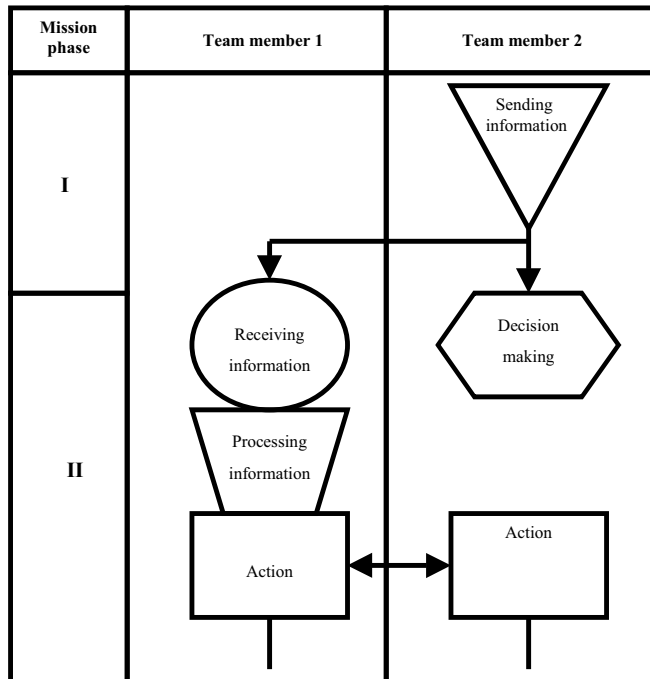 Mission
phase
Team member 1
Team member 2
I
Sending
information
II
Receiving
information
Decision
making
Processing
information
Action
Action